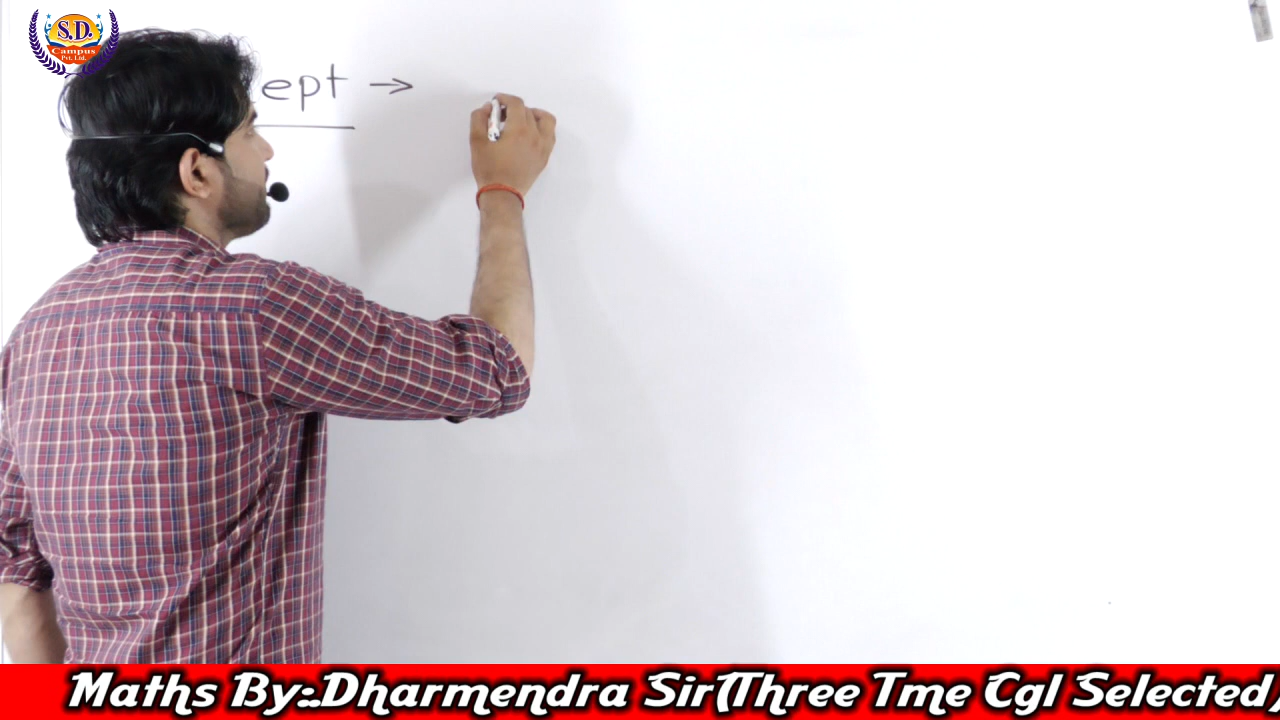 S.D.
Campus
Pvt. Ltd.
ept →
Maths By:-Dharmendra Sir(Three Tme Cgl Selected)